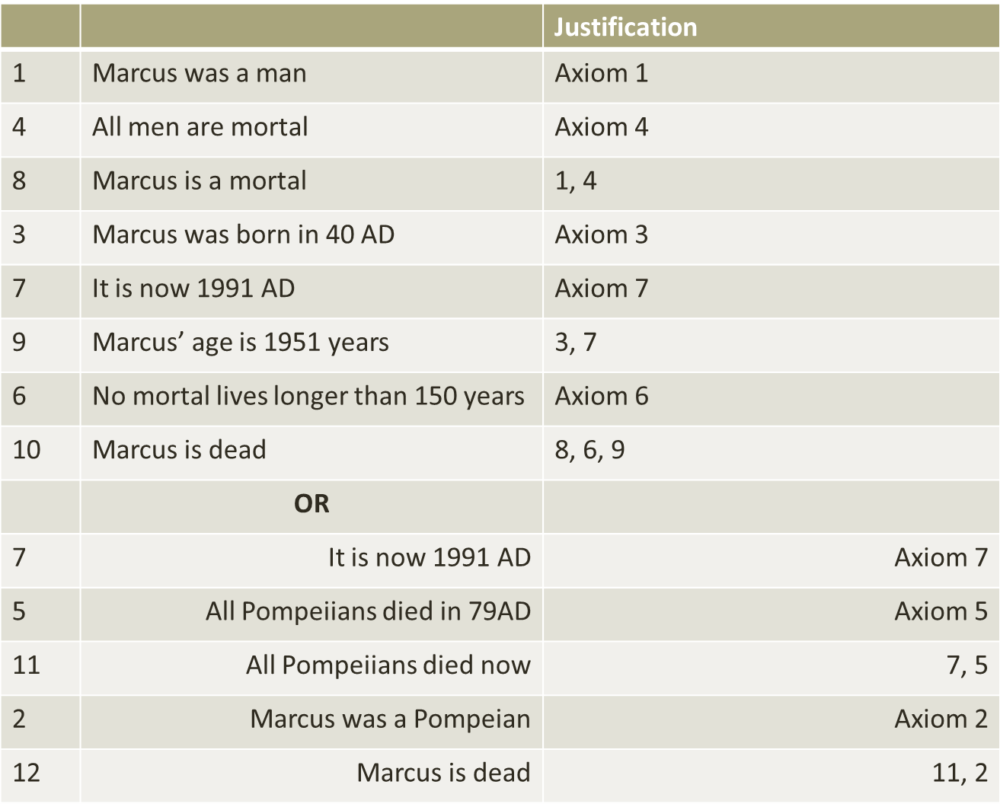 Justification
1 Marcus was a man Axiom 1
4 All men are mortal Axiom 4
8 Marcus is a mortal 1, 4
3 Marcus was born in 40 AD Axiom 3
7 It is now 1991 AD Axiom 7
9 Marcus’ age is 1951 years 3, 7
6 No mortal lives longer than 150 years Axiom 6
10 Marcus is dead 8, 6, 9
OR
7 It is now 1991 AD Axiom 7
5 All Pompeiians died in 79AD Axiom 5
11 All Pompeiians died now 7, 5
2 Marcus was a Pompeian Axiom 2
12 Marcus is dead 11, 2